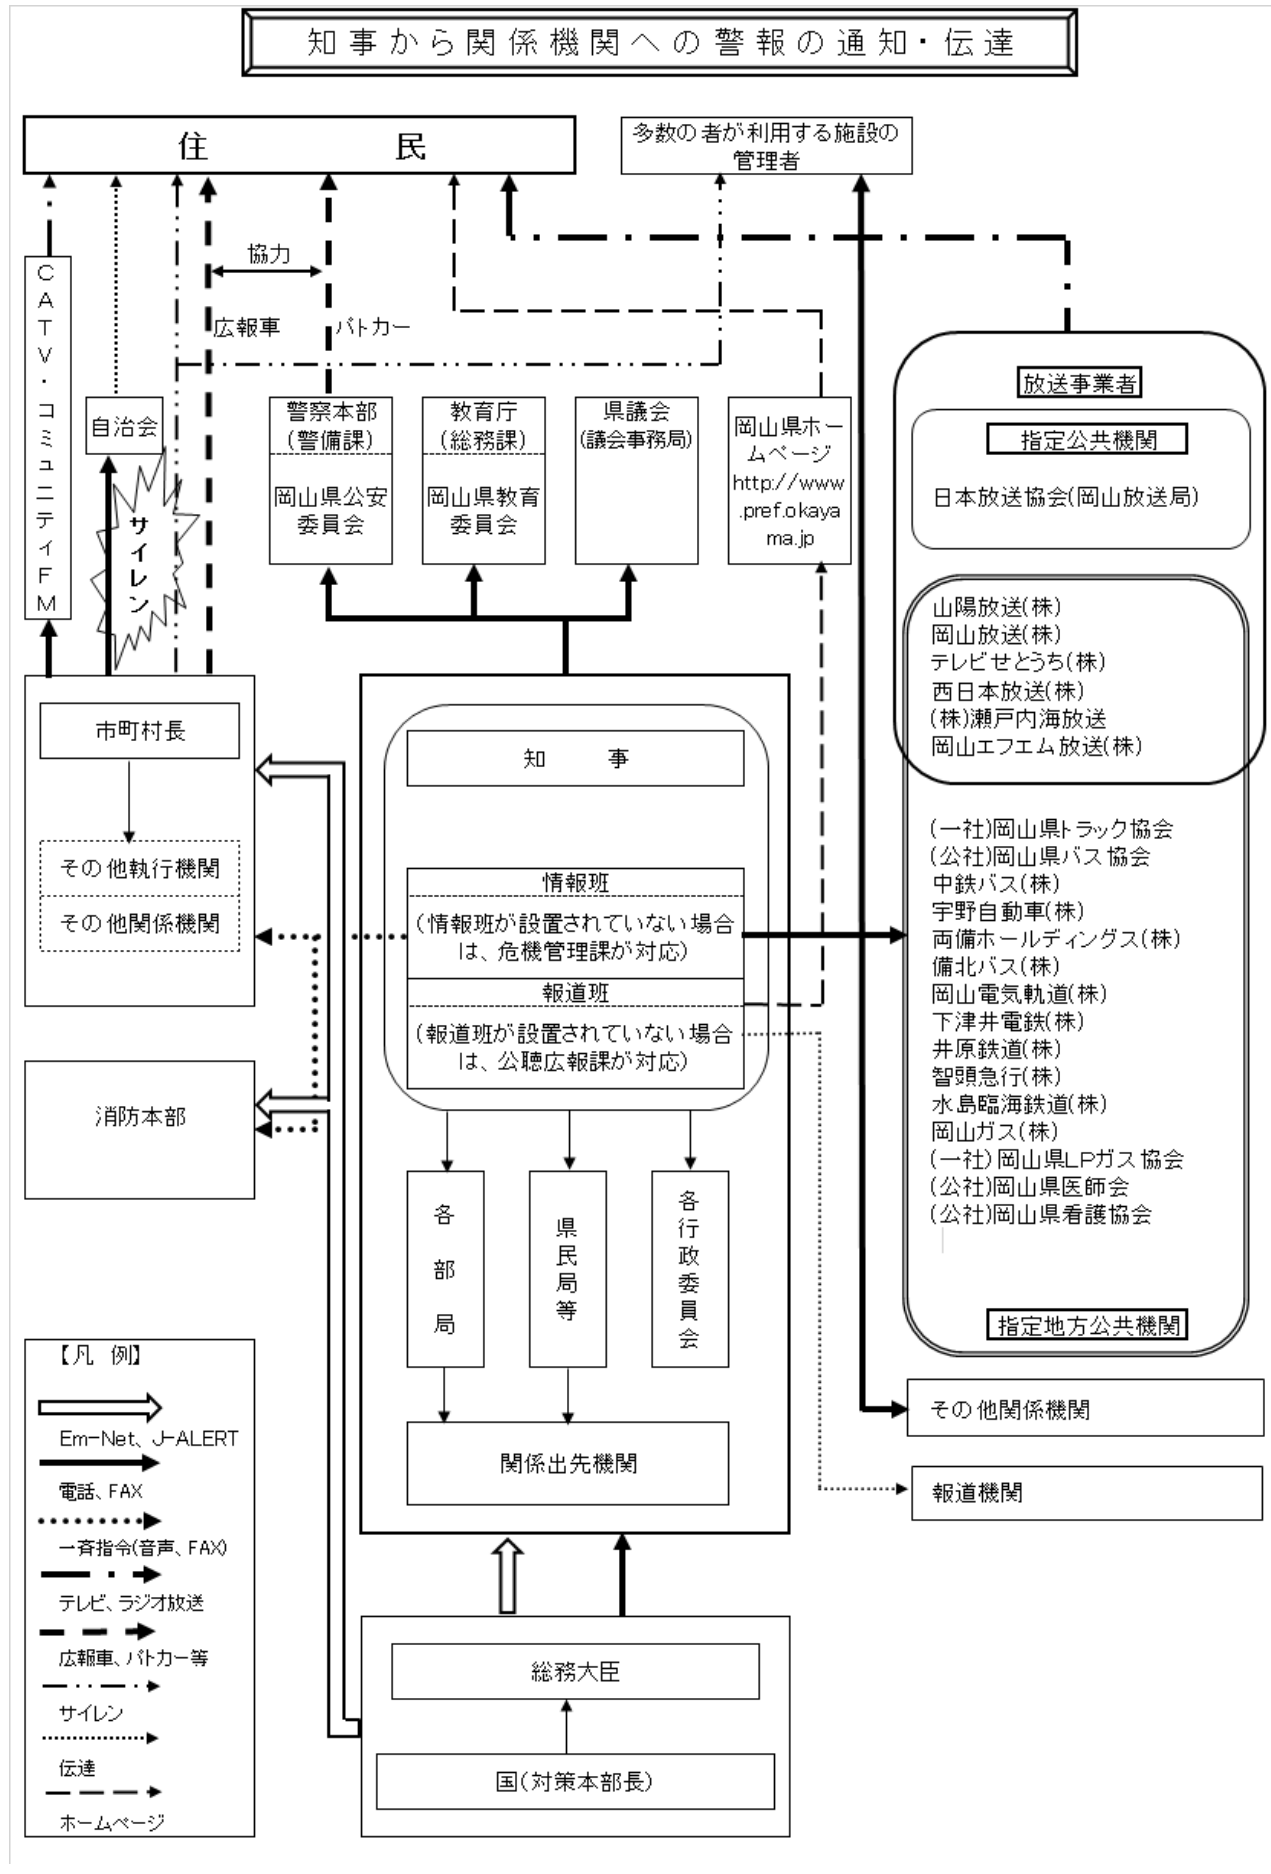 知事から関係機関への警報の通知・伝達
住民
多数の者が利用する施設の
管理者
協力
広報車
パトカー
CATV・コミュニティFM
自治会
サイレン
警察本部
(警備課)
岡山県公安
委員会
教育庁
(総務課)
岡山県教育
委員会
県議会
(議会事務局)
岡山県ホー
ムページ
http://www
.pref.okaya
ma.jp
放送事業者
指定公共機関
日本放送協会(岡山放送局)
山陽放送(株)
岡山放送(株)
テレビせとうち(株)
西日本放送(株)
(株)瀬戸内海放送
岡山エフエム放送(株)
(一社)岡山県トラック協会
(公社)岡山県バス協会
中鉄バス(株)
宇野自動車(株)
両備ホールディングス(株)
備北バス(株)
岡山電気軌道(株)
下津井電鉄(株)
井原鉄道(株)
智頭急行(株)
水島臨海鉄道(株)
岡山ガス(株)
(一社)岡山県LPガス協会
(公社)岡山県医師会
(公社)岡山県看護協会
指定地方公共機関
その他関係機関
報道機関
市町村長
その他執行機関
その他関係機関
消防本部
知事
情報班
(情報班が設置されていない場合
は、危機管理課が対応)
報道班
(報道班が設置されていない場合
は、公聴広報課が対応)
各部局
県民局等
各行政委員会
関係出先機関
総務大臣
国(対策本部長)
【凡 例】
Em-Net、J-ALERT
電話、FAX
一斉指令(音声、FAX)
テレビ、ラジオ放送
広報車、パトカー等
サイレン
伝達
ホームページ